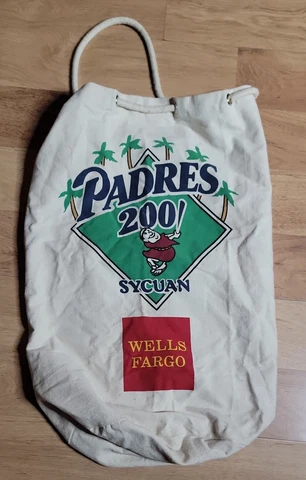 PADRES
2001
SYCUAN
WELLS
FARGO